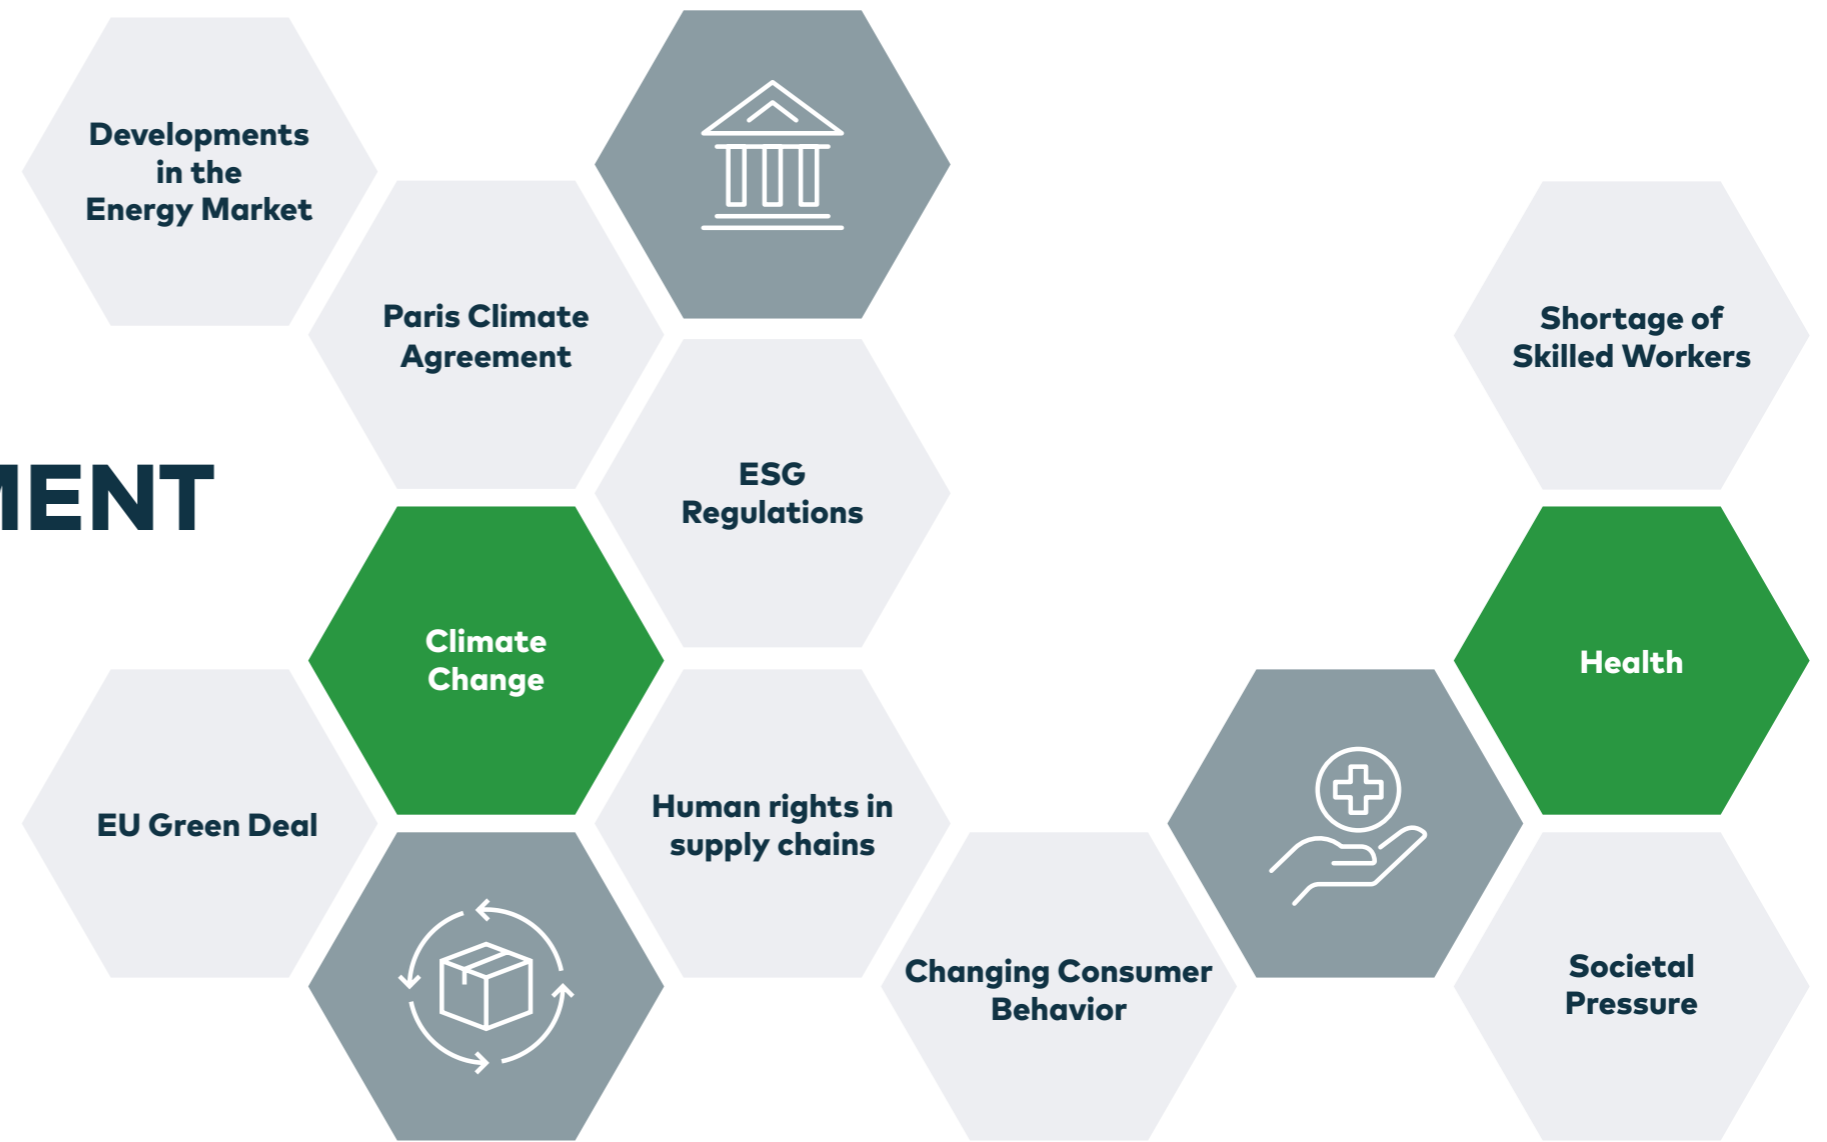 Developments
in the
Energy Market
Paris Climate
Agreement
Shortage of
Skilled Workers
MENT
ESG
Regulations
Climate
Change
Health
EU Green Deal
Human rights in
supply chains
Changing Consumer
Behavior
Societal
Pressure